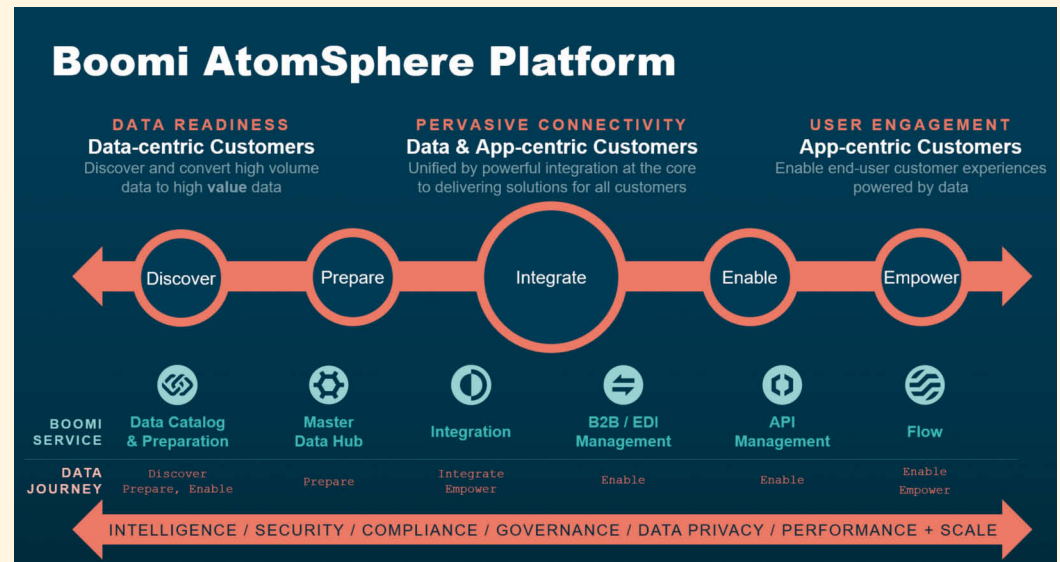 Boomi AtomSphere Platform
DATA READINESS
Data-centric Customers
Discover and convert high volume
data to high value data
PERVASIVE CONNECTIVITY
Data & App-centric Customers
Unified by powerful integration at the core
to delivering solutions for all customers
USER ENGAGEMENT
App-centric Customers
Enable end-user customer experiences
powered by data
Discover
Prepare
Integrate
Enable
Empower
BOOMI
SERVICE
Data Catalog
& Preparation
Master
Data Hub
Integration
B2B / EDI
Management
API
Management
Flow
DATA
JOURNEY
Discover
Prepare, Enable
Prepare
Integrate
Empower
Enable
Enable
Enable
Empower
INTELLIGENCE / SECURITY / COMPLIANCE / GOVERNANCE / DATA PRIVACY / PERFORMANCE + SCALE